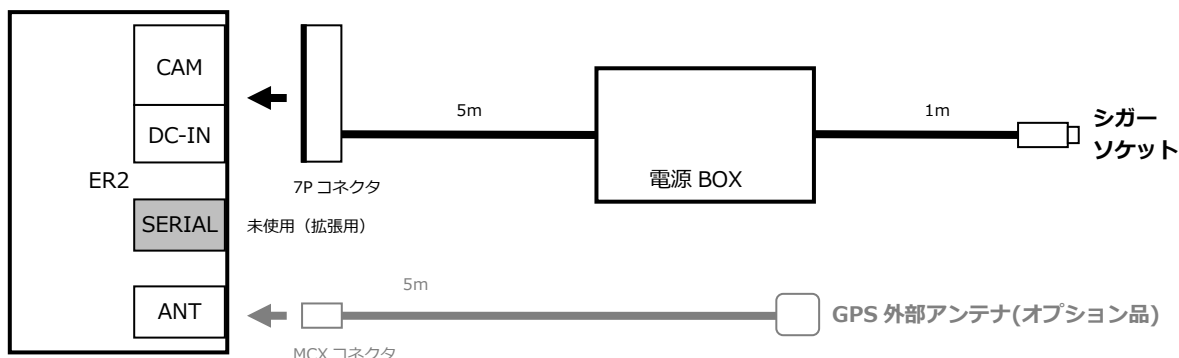 CAM
DC-IN
ER2
SERIAL
ANT
7P コネクタ
未使用（拡張用）
5m
電源 BOX
1m
シガー
ソケット
5m
MCX コネクタ
GPS 外部アンテナ(オプション品)